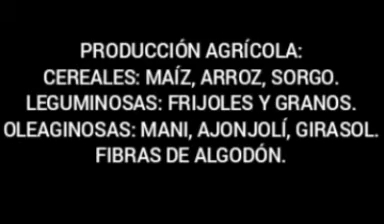 PRODUCCIÓN AGRÍCOLA:
CEREALES: MAÍZ, ARROZ, SORGO.
LEGUMINOSAS: FRIJOLES Y GRANOS.
OLEAGINOSAS: MANI, AJONJOLÍ, GIRASOL.
FIBRAS DE ALGODÓN.